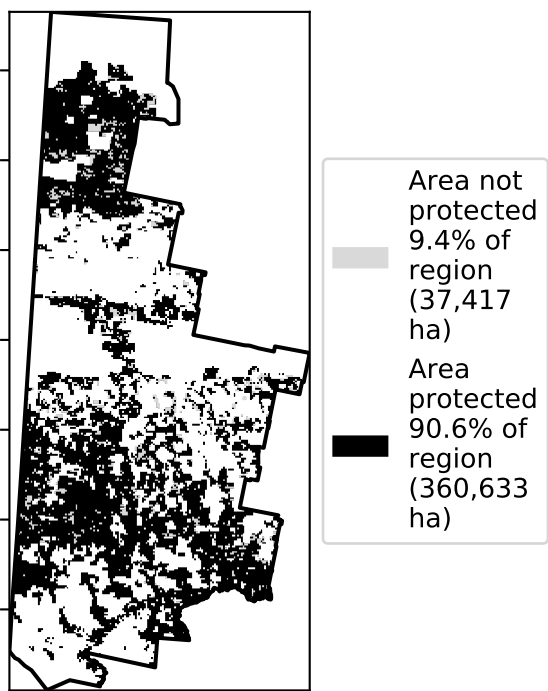 Area not
protected
9.4% of
region
(37,417
ha)
Area
protected
90.6% of
region
(360,633
ha)